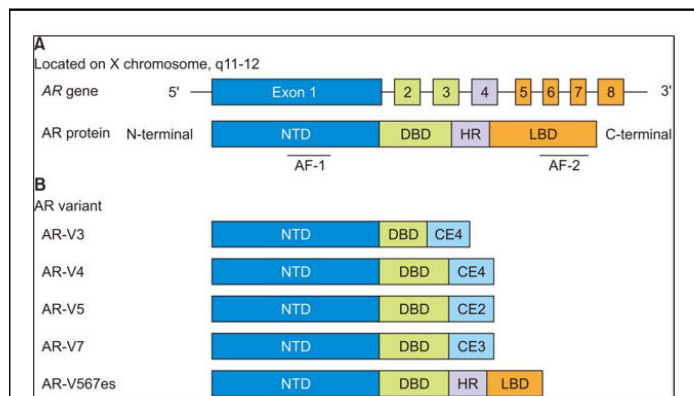 A
Located on X chromosome, q11-12
AR gene 5' Exon 1 2 3 4 5 6 7 8 3'
AR protein N-terminal NTD DBD HR LBD C-terminal
AF-1 AF-2
B
AR variant
AR-V3 NTD DBD CE4
AR-V4 NTD DBD CE4
AR-V5 NTD DBD CE2
AR-V7 NTD DBD CE3
AR-V567es NTD DBD HR LBD